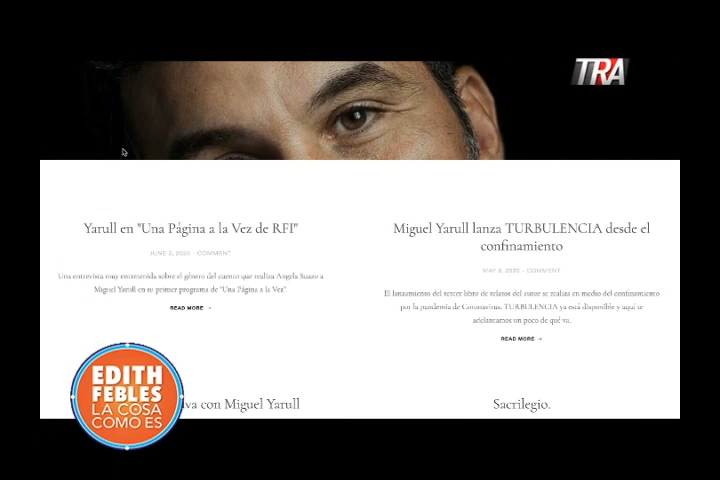 TRA
Yarull en "Una Página a la Vez de RFI"
JUNE 2, 2020 · COMMENT
Una entrevista muy entretenida sobre el género del cuento que realiza Angela Suazo a
Miguel Yarull en su primer programa de "Una Página a la Vez".
READ MORE →
Miguel Yarull lanza TURBULENCIA desde el
confinamiento
MAY 2, 2020 · COMMENT
El lanzamiento del tercer libro de relatos del autor se realiza en medio del confinamiento
por la pandemia de Coronavirus. TURBULENCIA ya está disponible y aquí te
adelantamos un poco de qué va.
READ MORE →
EDITH
FEBLES
LA COSA
COMO ES
con Miguel Yarull
Sacrilegio.